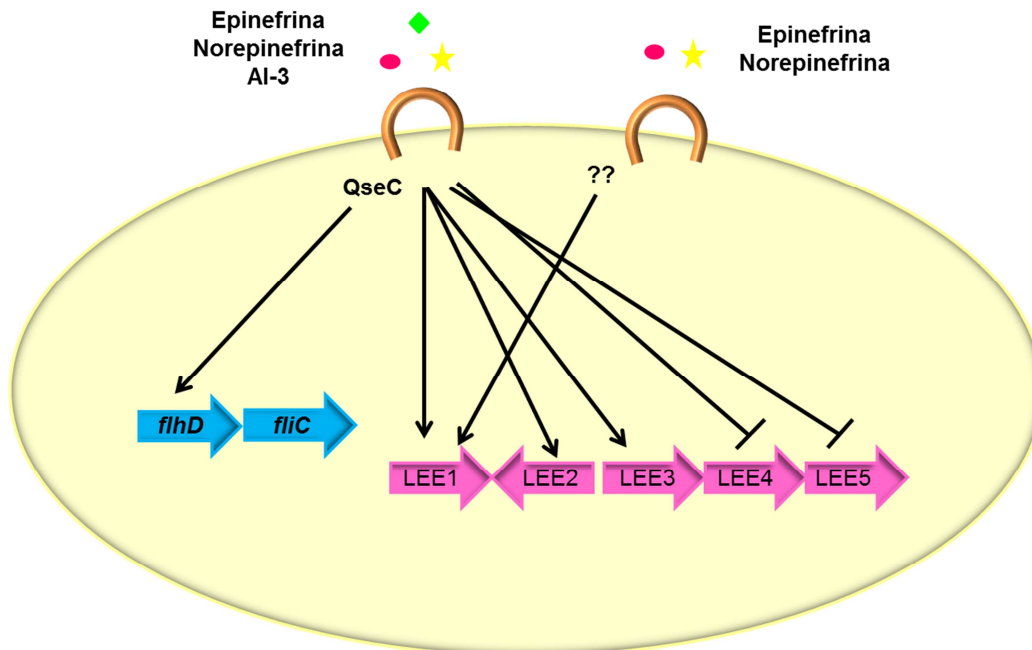 Epinefrina
Norepinefrina
AI-3
Epinefrina
Norepinefrina
QseC
??
flhD
fliC
LEE1
LEE2
LEE3
LEE4
LEE5